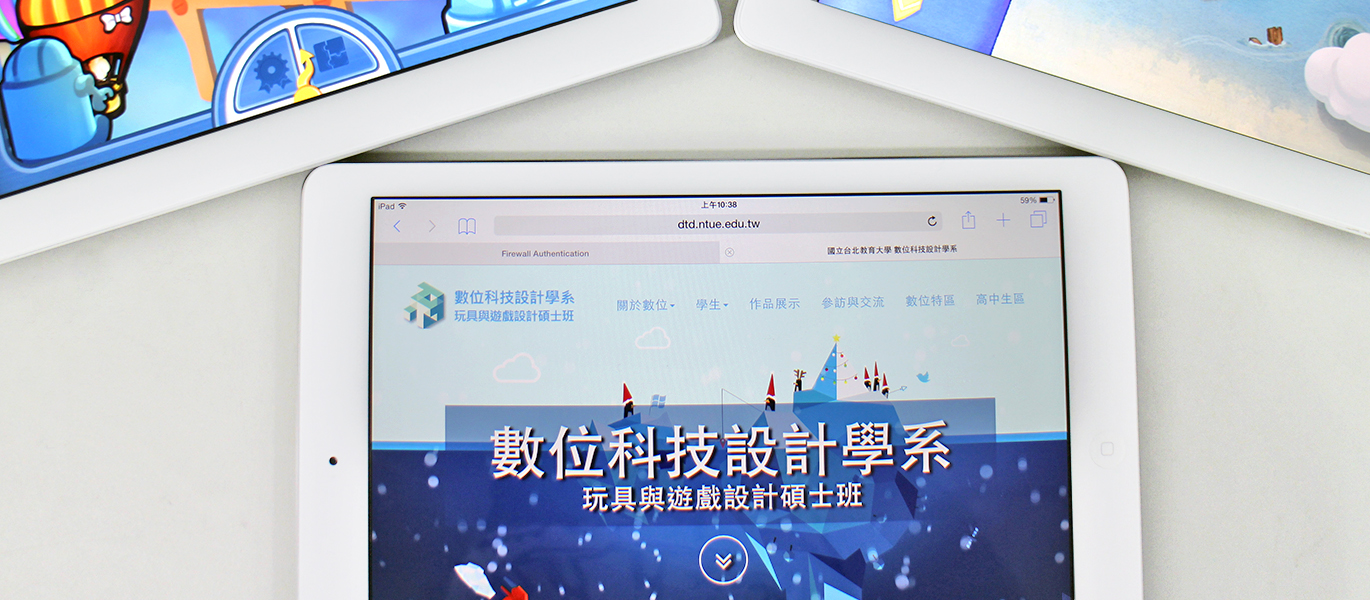 iPad 上午10:38 59%
dtd.ntue.edu.tw
Firewall Authentication 國立台北教育大學 數位科技設計學系
數位科技設計學系
玩具與遊戲設計碩士班
關於數位 學生 作品展示 參訪與交流 數位特區 高中生區
數位科技設計學系
玩具與遊戲設計碩士班